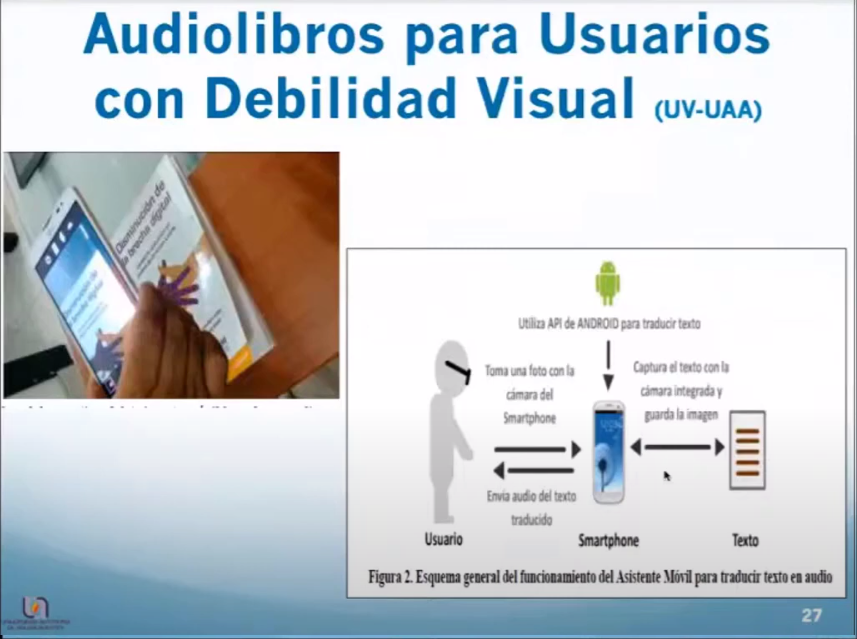 Audiolibros para Usuarios
con Debilidad Visual (UV-UAA)
Disminución de
la brecha digital
Utiliza API de ANDROID para traducir texto
Toma una foto con la
cámara del
Smartphone
Captura el texto con la
cámara integrada y
guarda la imagen
Envía audio del texto
traducido
Usuario
Smartphone
Texto
Figura 2. Esquema general del funcionamiento del Asistente Móvil para traducir texto en audio
27